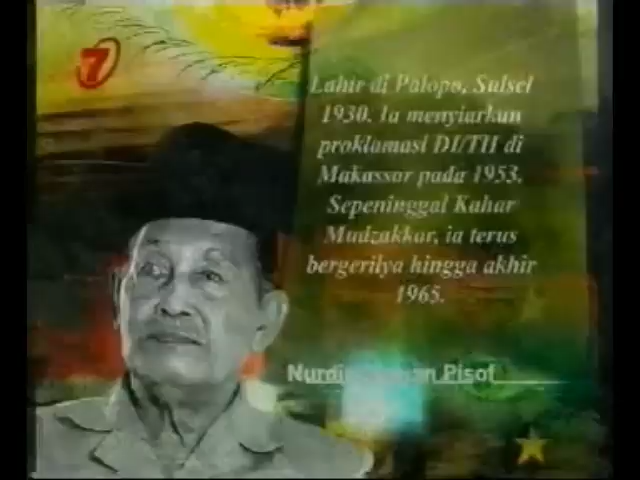 7
Lahir di Palopo, Sulsel
1930. Ia menyiarkan
proklamasi DI/TII di
Makassar pada 1953.
Sepeninggal Kahar
Mudzakkar, ia terus
bergerilya hingga akhir
1965.
Pisof